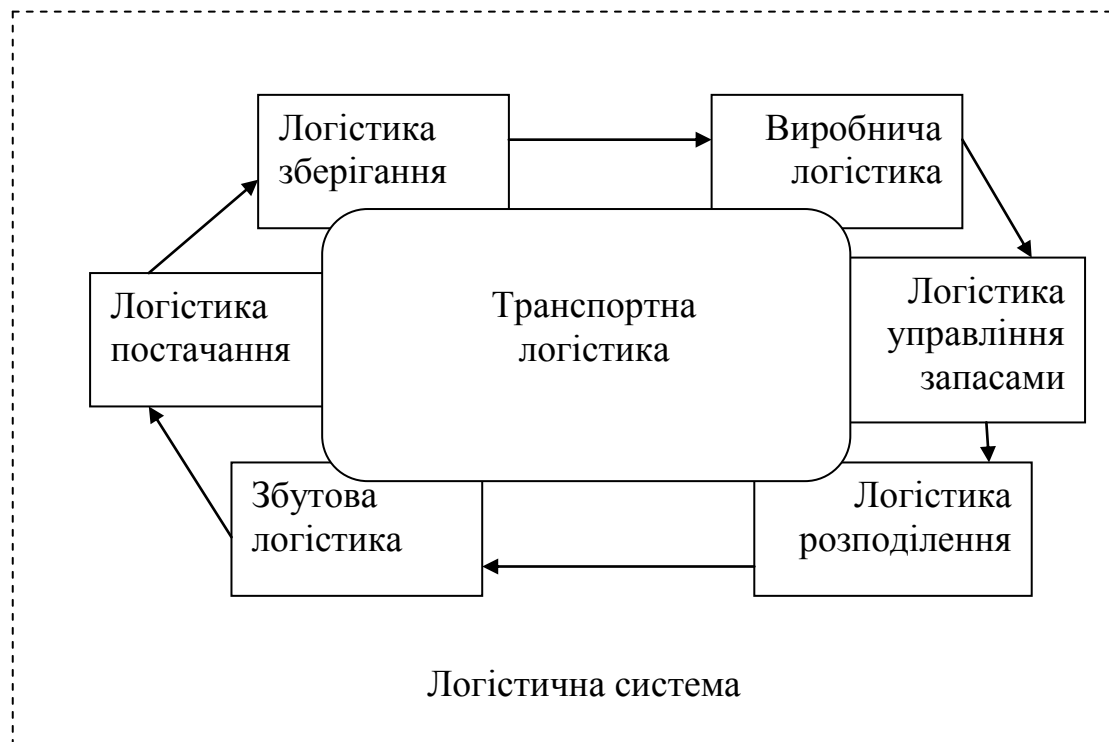 Логістика
зберігання
Виробнича
логістика
Логістика
постачання
Транспортна
логістика
Логістика
управління
запасами
Збутова
логістика
Логістика
розподілення
Логістична система